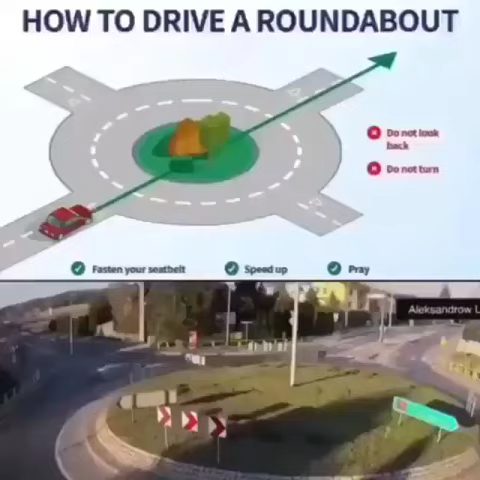 HOW TO DRIVE A ROUNDABOUT
Do not look
back
Do not turn
Fasten your seatbelt
Speed up
Pray
Aleksandrow